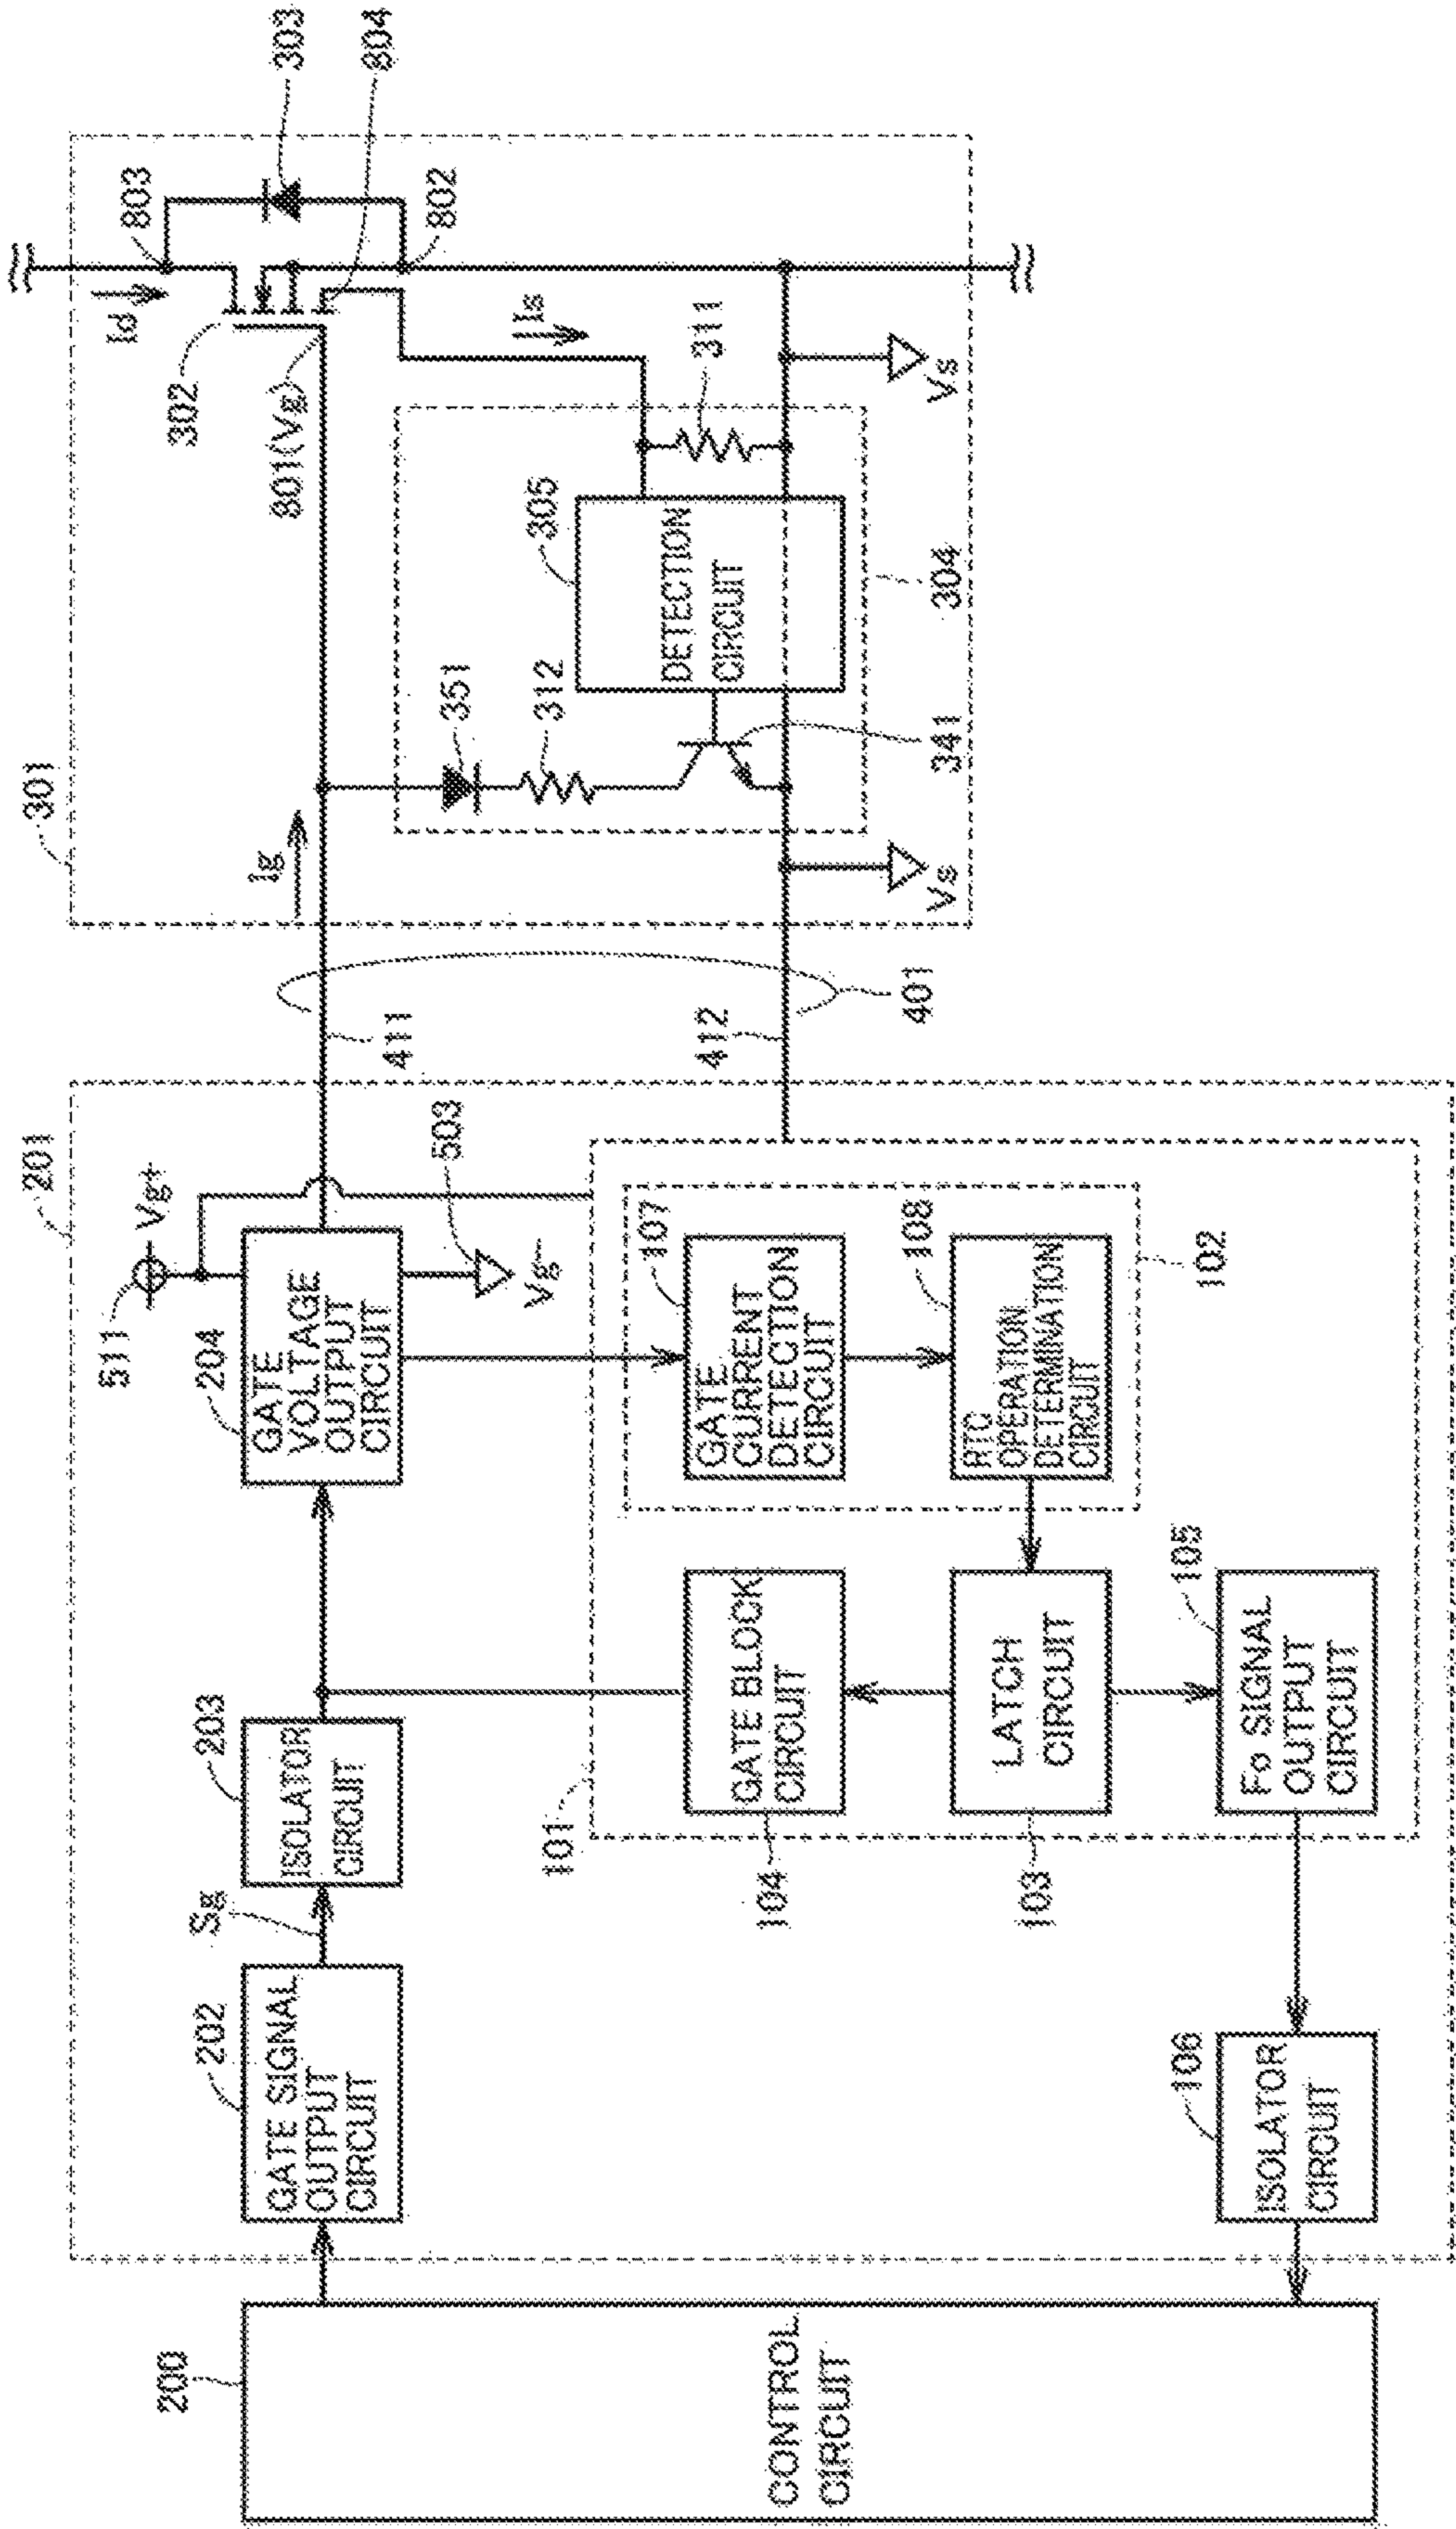 200
CONTROL
CIRCUIT
201
202
GATE SIGNAL
OUTPUT
CIRCUIT
Sg
203
ISOLATOR
CIRCUIT
204
GATE
VOLTAGE
OUTPUT
CIRCUIT
511
Vg+
503
Vg-
101
104
GATE BLOCK
CIRCUIT
103
LATCH
CIRCUIT
105
Fo SIGNAL
OUTPUT
CIRCUIT
106
ISOLATOR
CIRCUIT
107
GATE
CURRENT
DETECTION
CIRCUIT
108
RTC
OPERATION
DETERMINATION
CIRCUIT
102
411
412
401
301
Ig
351
312
341
305
DETECTION
CIRCUIT
304
311
Vs
Vs
Is
801(Vg)
302
Id
803
802
303
804